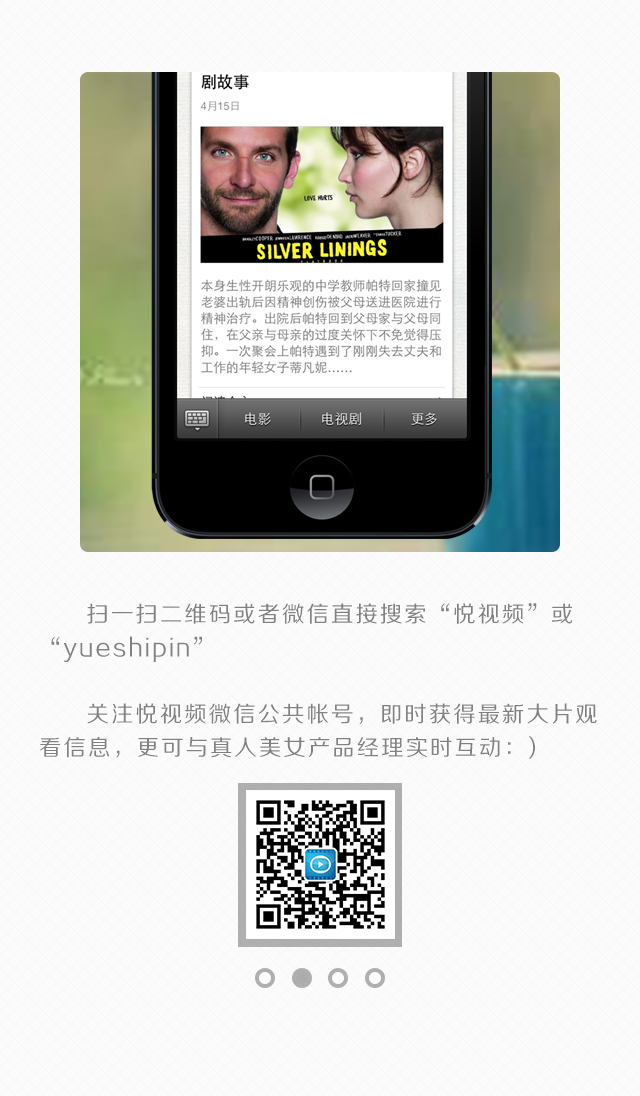 剧故事
4月15日
LOVE HURTS
SILVER LININGS
本身生性开朗乐观的中学教师帕特回家撞见
老婆出轨后因精神创伤被父母送进医院进行
精神治疗。出院后帕特回到父母家与父母同
住，在父亲与母亲的过度关怀下不免觉得压
抑。一次聚会上帕特遇到了刚刚失去丈夫和
工作的年轻女子蒂凡妮……
电影 电视剧 更多
扫一扫二维码或者微信直接搜索“悦视频”或
“yueshipin”
关注悦视频微信公共帐号，即时获得最新大片观
看信息，更可与真人美女产品经理实时互动：)